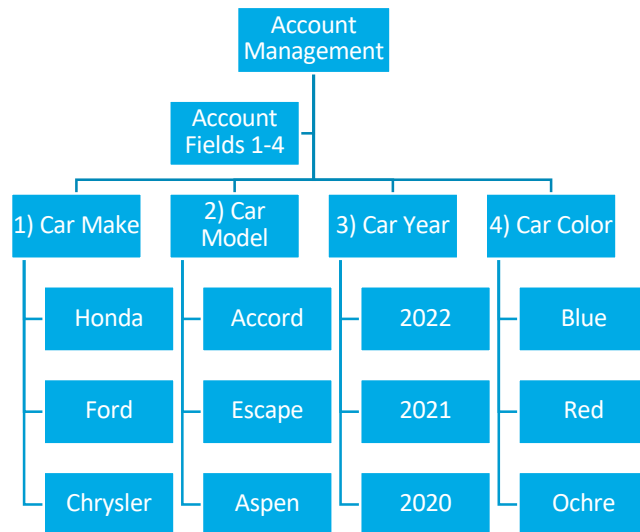 Account
Management
Account
Fields 1-4
1) Car Make
2) Car
Model
3) Car Year
4) Car Color
Honda
Accord
2022
Blue
Ford
Escape
2021
Red
Chrysler
Aspen
2020
Ochre